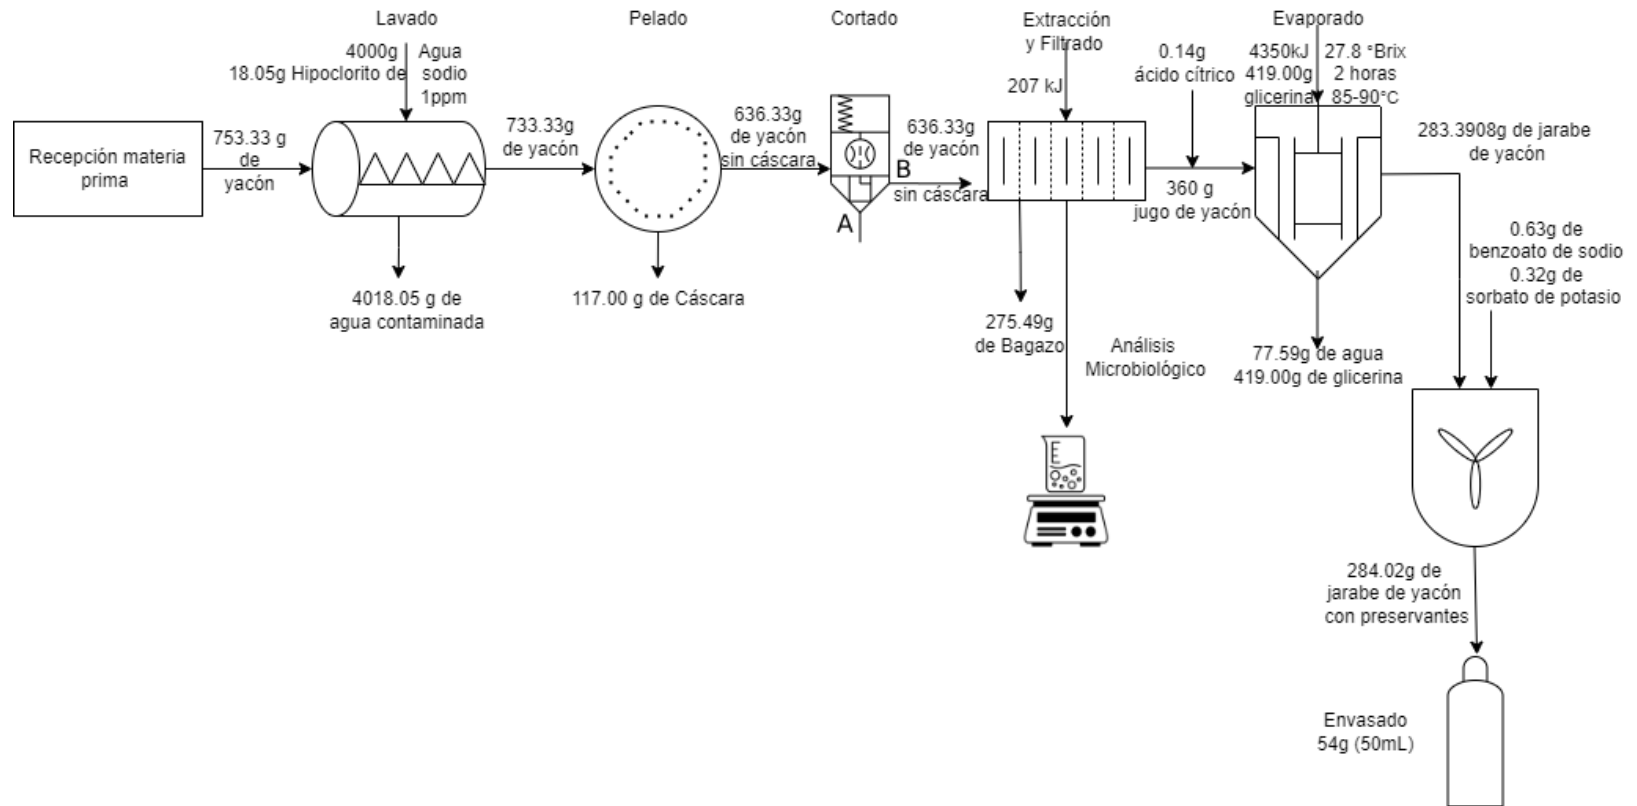 Lavado
4000g
18.05g Hipoclorito de
Agua
sodio
1ppm
Pelado
Cortado
Extracción
y Filtrado
207 kJ
0.14g
ácido cítrico
Evaporado
4350kJ
419.00g
glicerina
27.8 °Brix
2 horas
85-90°C
Recepción materia
prima
753.33 g
de
yacón
733.33g
de yacón
636.33g
de yacón
sin cáscara
636.33g
de yacón
sin cáscara
B
A
360 g
jugo de yacón
283.3908g de jarabe
de yacón
4018.05 g de
agua contaminada
117.00 g de Cáscara
275.49g
de Bagazo
Análisis
Microbiológico
77.59g de agua
419.00g de glicerina
0.63g de
benzoato de sodio
0.32g de
sorbato de potasio
284.02g de
jarabe de yacón
con preservantes
Envasado
54g (50mL)